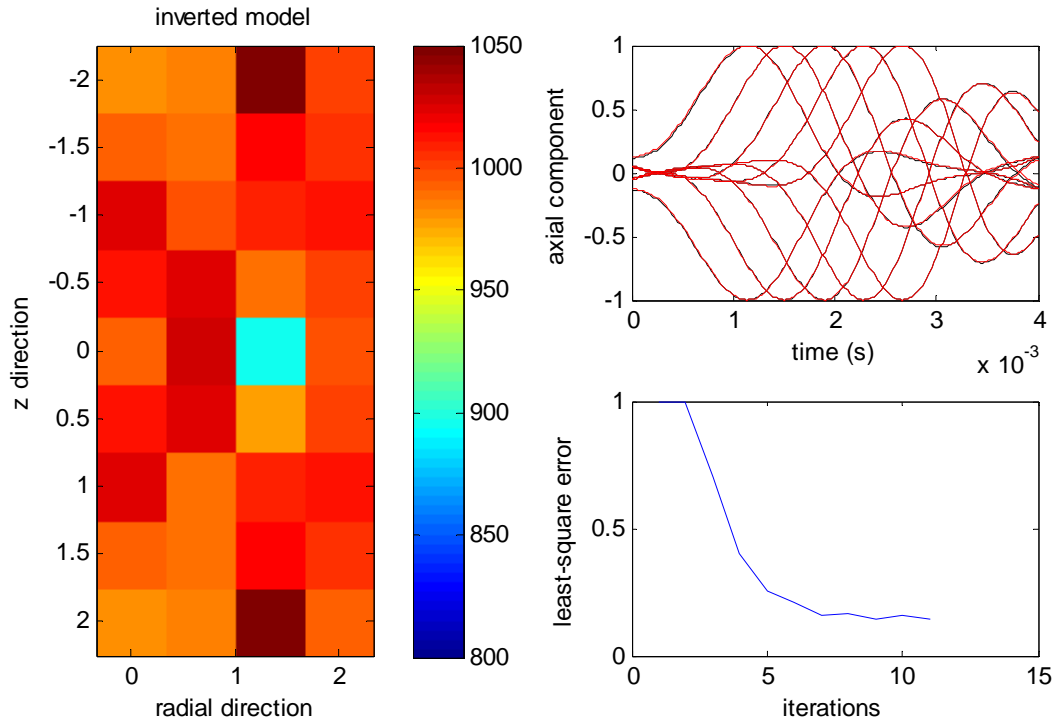 inverted model
-2
-1.5
-1
-0.5
0
0.5
1
1.5
2
z direction
0 1 2
radial direction
1050
1000
950
900
850
800
1
0.5
0
-0.5
-1
axial component
0 1 2 3 4
time (s)
x 10^-3
1
0.5
0
least-square error
0 5 10 15
iterations